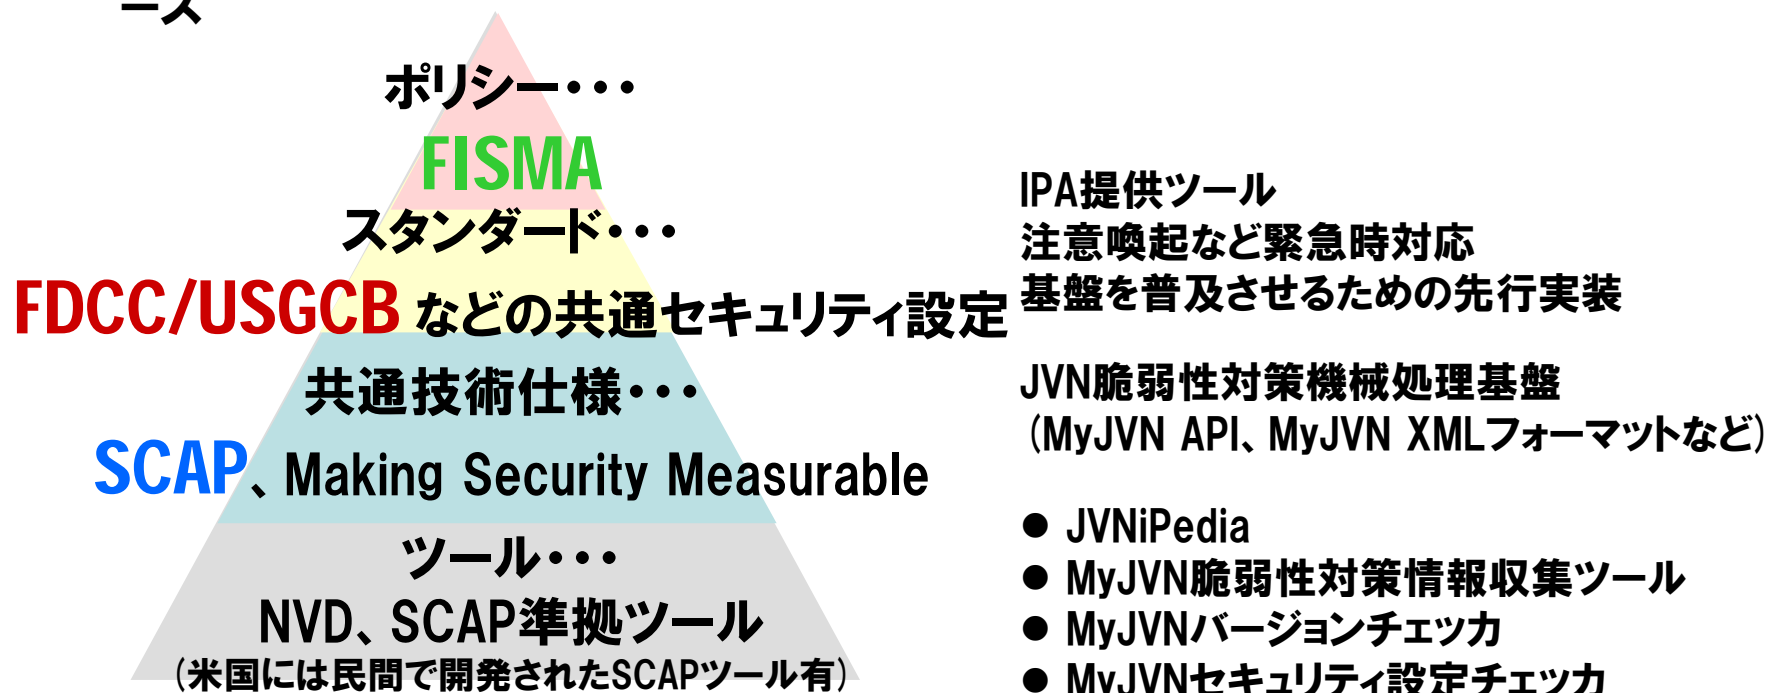 ース
ポリシー・・・
FISMA
スタンダード・・・
FDCC/USGCB などの共通セキュリティ設定
共通技術仕様・・・
SCAP、Making Security Measurable
ツール・・・
NVD、SCAP準拠ツール
（米国には民間で開発されたSCAPツール有）
IPA提供ツール
注意喚起など緊急時対応
基盤を普及させるための先行実装
JVN脆弱性対策機械処理基盤
（MyJVN API、MyJVN XMLフォーマットなど）
● JVNiPedia
● MyJVN脆弱性対策情報収集ツール
● MyJVNバージョンチェッカ
● MyJVNセキュリティ設定チェッカ